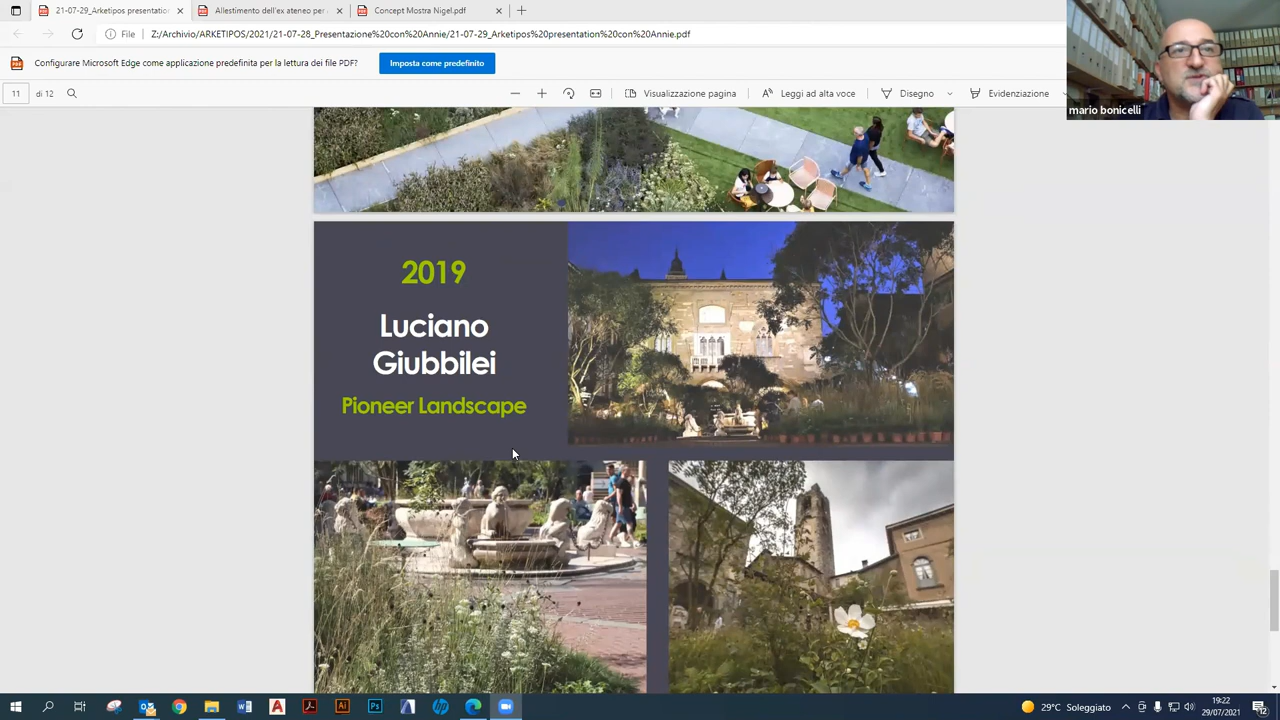 21-07-29_Arketipos presentation
Allestimento dell'ex ateneo per
Concept Mostra Nigel.pdf
File
Z:/Archivio/ARKETIPOS/2021/21-07-28_Presentazione%20con%20Annie/21-07-29_Arketipos%20presentation%20con%20Annie.pdf
Configurare Microsoft Edge come applicazione predefinita per la lettura dei file PDF?
Imposta come predefinito
11 di 12
Visualizzazione pagina
Leggi ad alta voce
Disegno
Evidenziazione
mario bonicelli
2019
Luciano
Giubbilei
Pioneer Landscape
29°C Soleggiato
19:22
29/07/2021
12